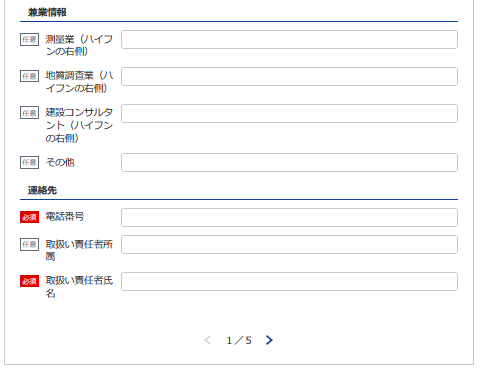 兼業情報
任意 測量業（ハイフ
ンの右側）
任意 地質調査業（ハ
イフンの右側）
任意 建設コンサルタ
ント（ハイフン
の右側）
任意 その他
連絡先
必須 電話番号
任意 取扱い責任者所
属
必須 取扱い責任者氏
名
1／5